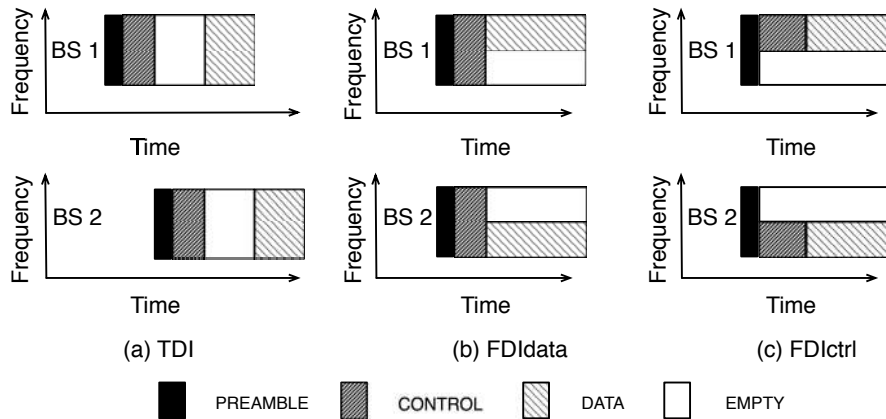 Frequency
BS 1
Time
Frequency
BS 1
Time
Frequency
BS 1
Time
Frequency
BS 2
Time
Frequency
BS 2
Time
Frequency
BS 2
Time
(a) TDI
(b) FDIdata
(c) FDIctrl
PREAMBLE
CONTROL
DATA
EMPTY